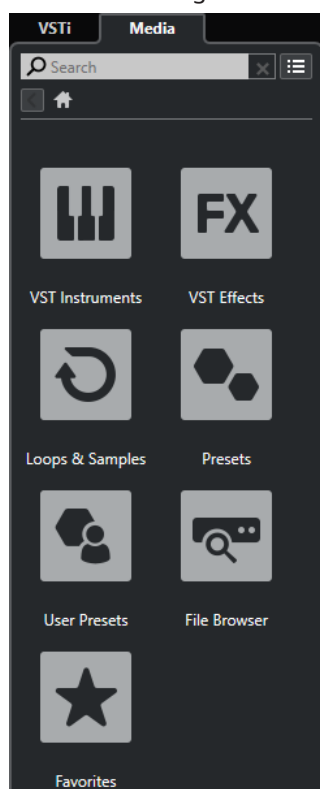 VSTi Media
Search
FX
VST Instruments VST Effects
Loops & Samples Presets
User Presets File Browser
Favorites